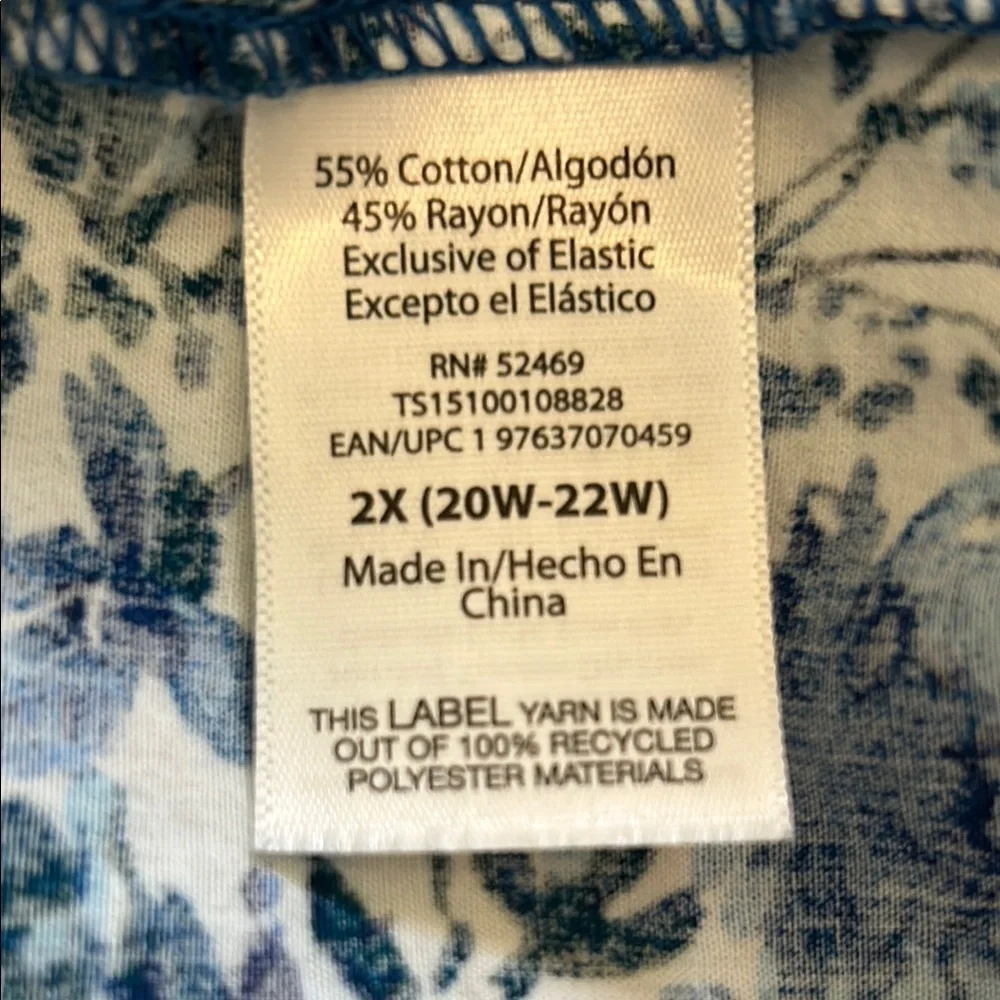 55% Cotton/Algodón
45% Rayon/Rayón
Exclusive of Elastic
Excepto el Elástico
RN# 52469
TS15100108828
EAN/UPC 1 97637070459
2X (20W-22W)
Made In/Hecho En
China
THIS LABEL YARN IS MADE
OUT OF 100% RECYCLED
POLYESTER MATERIALS